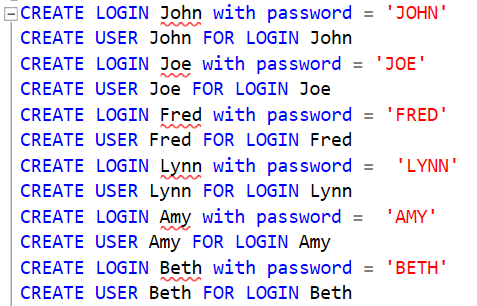 CREATE LOGIN John with password = 'JOHN'
CREATE USER John FOR LOGIN John
CREATE LOGIN Joe with password = 'JOE'
CREATE USER Joe FOR LOGIN Joe
CREATE LOGIN Fred with password = 'FRED'
CREATE USER Fred FOR LOGIN Fred
CREATE LOGIN Lynn with password =  'LYNN'
CREATE USER Lynn FOR LOGIN Lynn
CREATE LOGIN Amy with password =  'AMY'
CREATE USER Amy FOR LOGIN Amy
CREATE LOGIN Beth with password = 'BETH'
CREATE USER Beth FOR LOGIN Beth